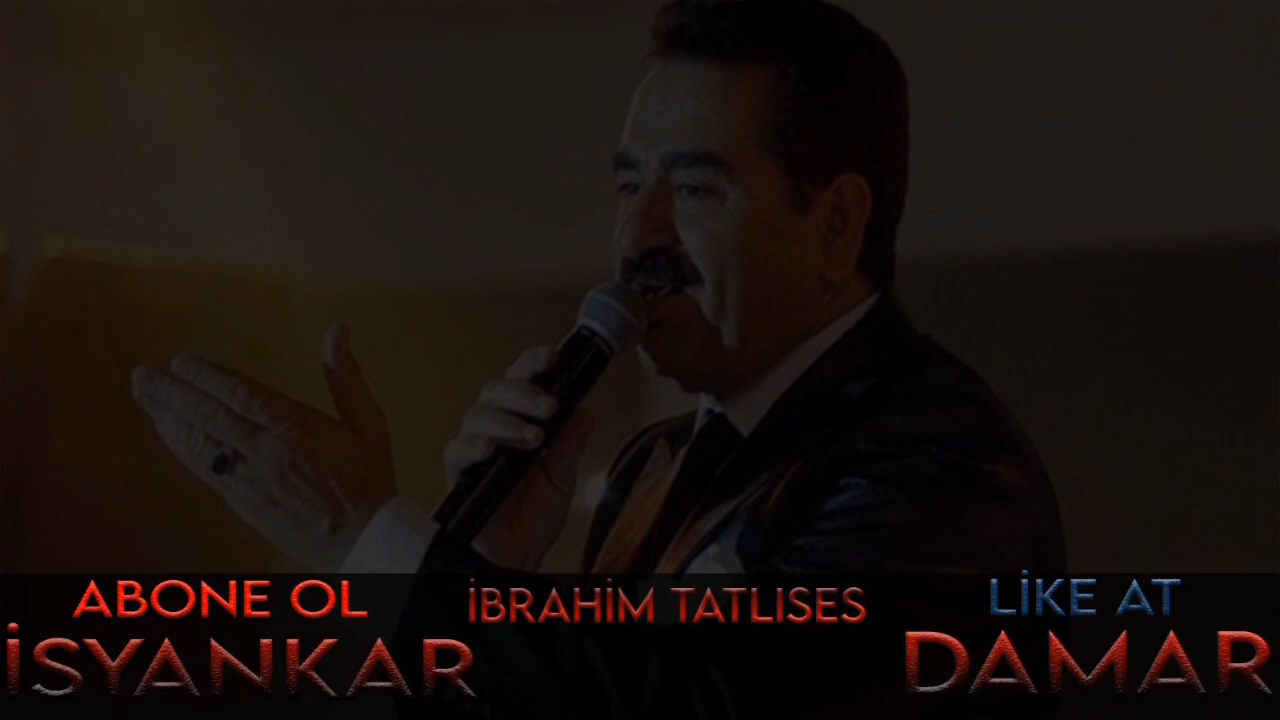 ABONE OL
İBRAHİM TATLISES
LİKE AT
İSYANKAR
DAMAR